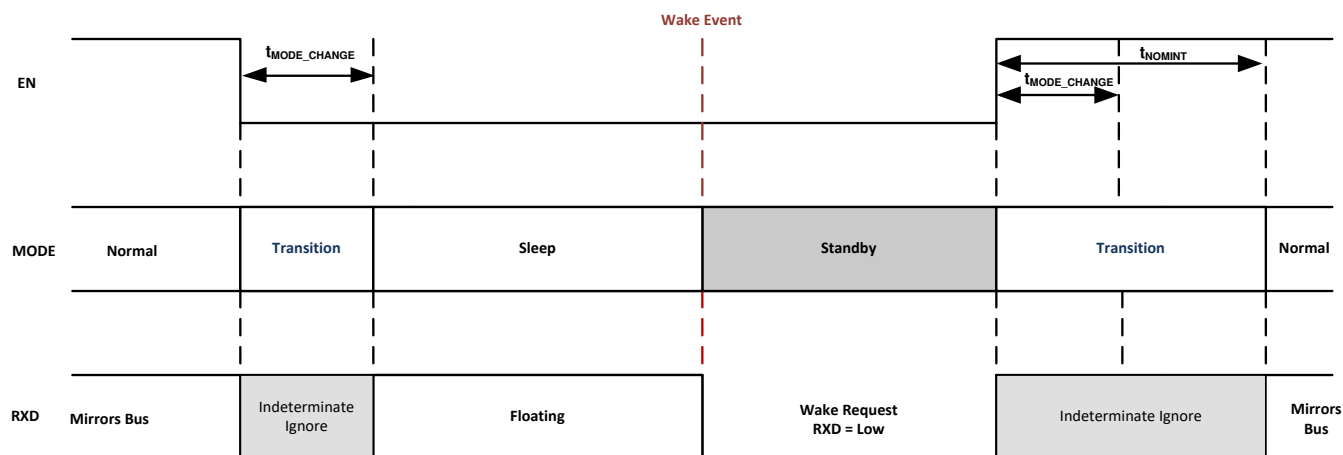 Wake Event
EN
tMODE_CHANGE
tNOMINT
tMODE_CHANGE
MODE
Normal
Transition
Sleep
Standby
Transition
Normal
RXD
Mirrors Bus
Indeterminate
Ignore
Floating
Wake Request
RXD = Low
Indeterminate Ignore
Mirrors
Bus